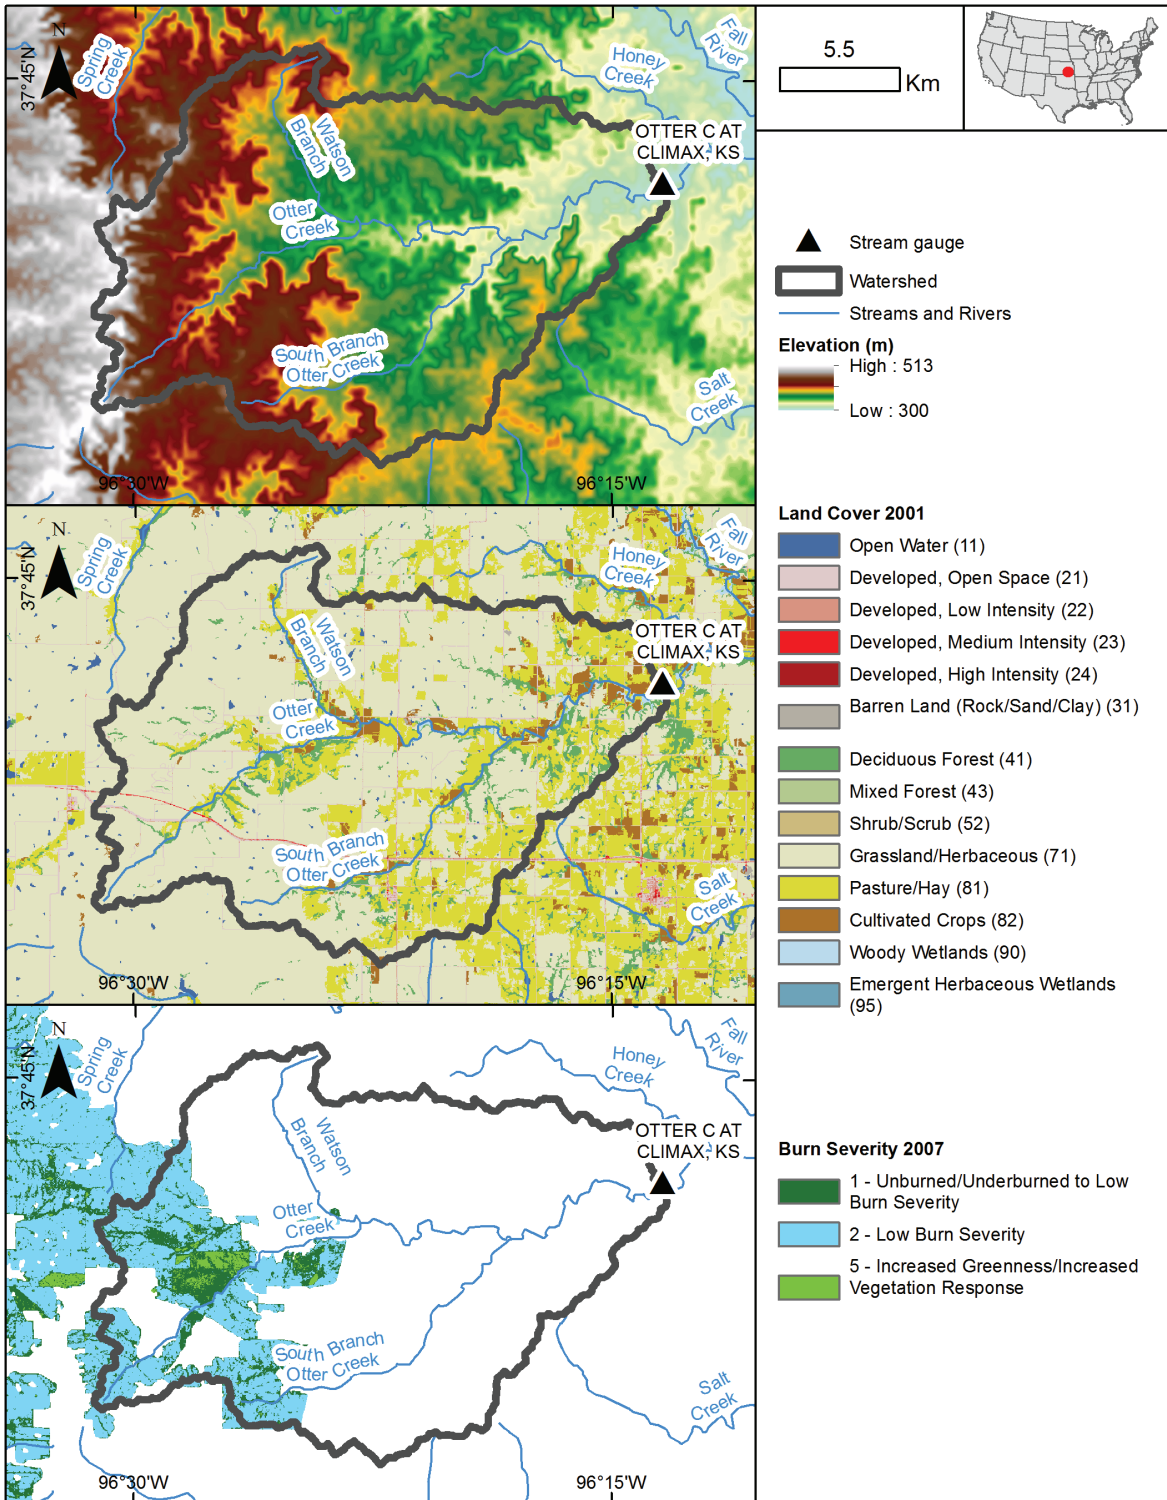 N
37°45'N
Spring
Creek
Watson
Branch
Otter
Creek
South Branch
Otter Creek
Honey
Creek
Fall
River
OTTER C AT
CLIMAX, KS
Salt
Creek
96°30'W
96°15'W
5.5
Km
Stream gauge
Watershed
Streams and Rivers
Elevation (m)
High : 513
Low : 300
N
37°45'N
Spring
Creek
Watson
Branch
Otter
Creek
South Branch
Otter Creek
Honey
Creek
Fall
River
OTTER C AT
CLIMAX, KS
Salt
Creek
96°30'W
96°15'W
Land Cover 2001
Open Water (11)
Developed, Open Space (21)
Developed, Low Intensity (22)
Developed, Medium Intensity (23)
Developed, High Intensity (24)
Barren Land (Rock/Sand/Clay) (31)
Deciduous Forest (41)
Mixed Forest (43)
Shrub/Scrub (52)
Grassland/Herbaceous (71)
Pasture/Hay (81)
Cultivated Crops (82)
Woody Wetlands (90)
Emergent Herbaceous Wetlands
(95)
N
37°45'N
Spring
Creek
Watson
Branch
Otter
Creek
South Branch
Otter Creek
Honey
Creek
Fall
River
OTTER C AT
CLIMAX, KS
Salt
Creek
96°30'W
96°15'W
Burn Severity 2007
1 - Unburned/Underburned to Low
Burn Severity
2 - Low Burn Severity
5 - Increased Greenness/Increased
Vegetation Response